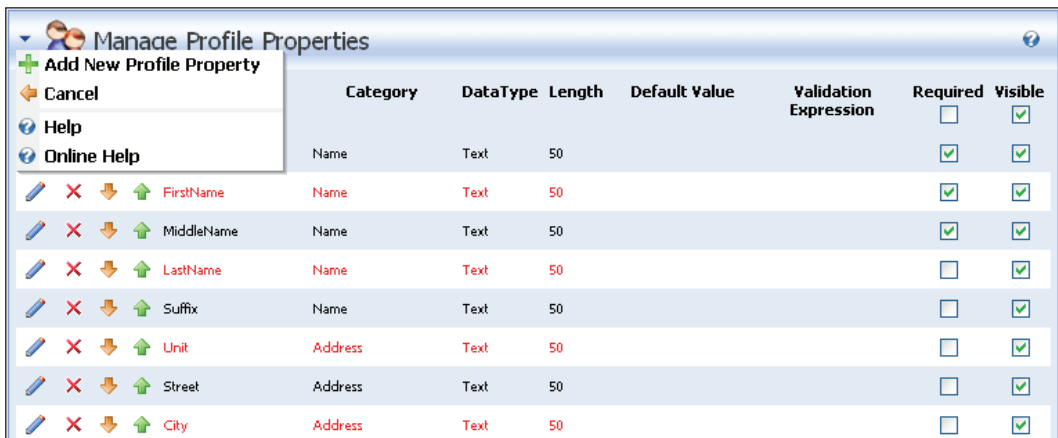 Manage Profile Properties
Add New Profile Property
Cancel
Help
Online Help
Category DataType Length Default Value Validation Expression Required Visible
Name Text 50
FirstName Name Text 50
MiddleName Name Text 50
LastName Name Text 50
Suffix Name Text 50
Unit Address Text 50
Street Address Text 50
City Address Text 50